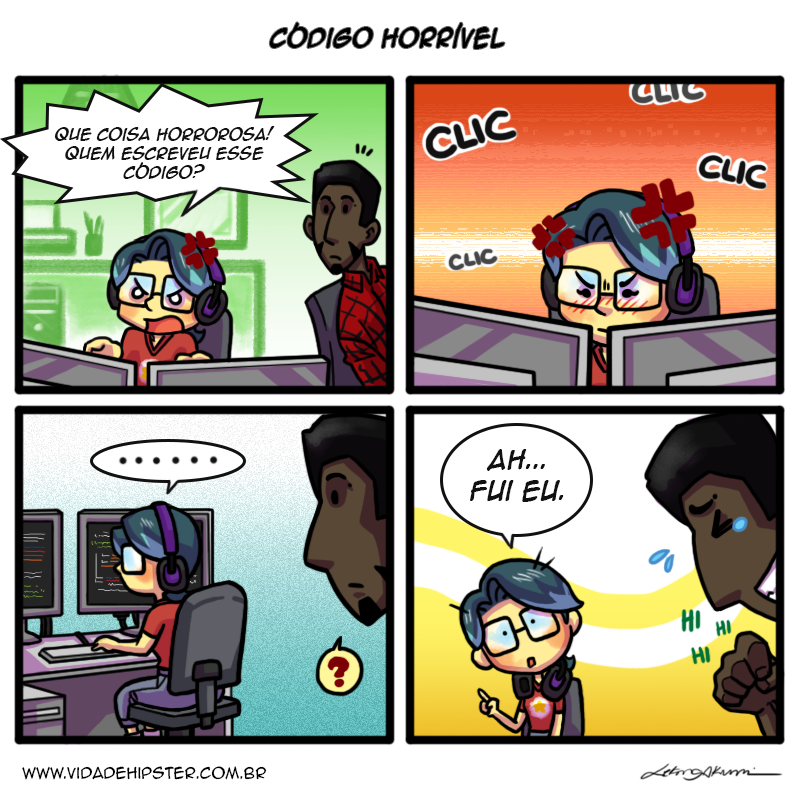 CÓDIGO HORRÍVEL
QUE COISA HORROROSA!
QUEM ESCREVEU ESSE
CÓDIGO?
CLIC
CLIC
CLIC
CLIC
......
?
AH...
FUI EU.
HI
HI
HI
WWW.VIDADEHIPSTER.COM.BR